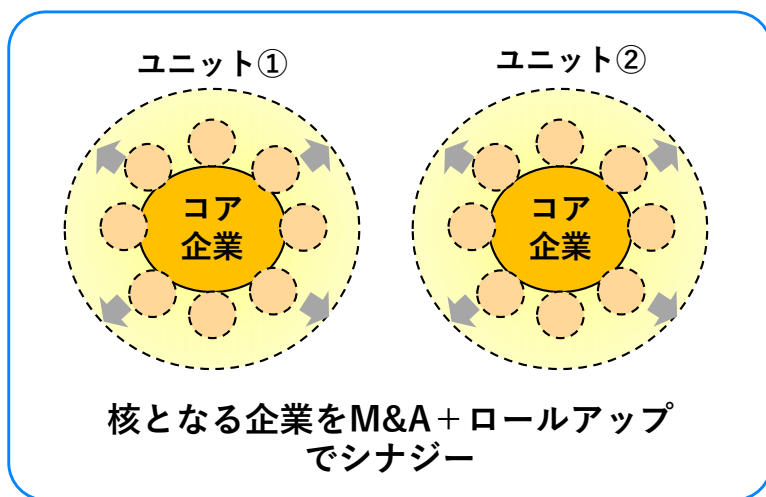 ユニット①
ユニット②
コア
企業
コア
企業
核となる企業をM&A＋ロールアップ
でシナジー